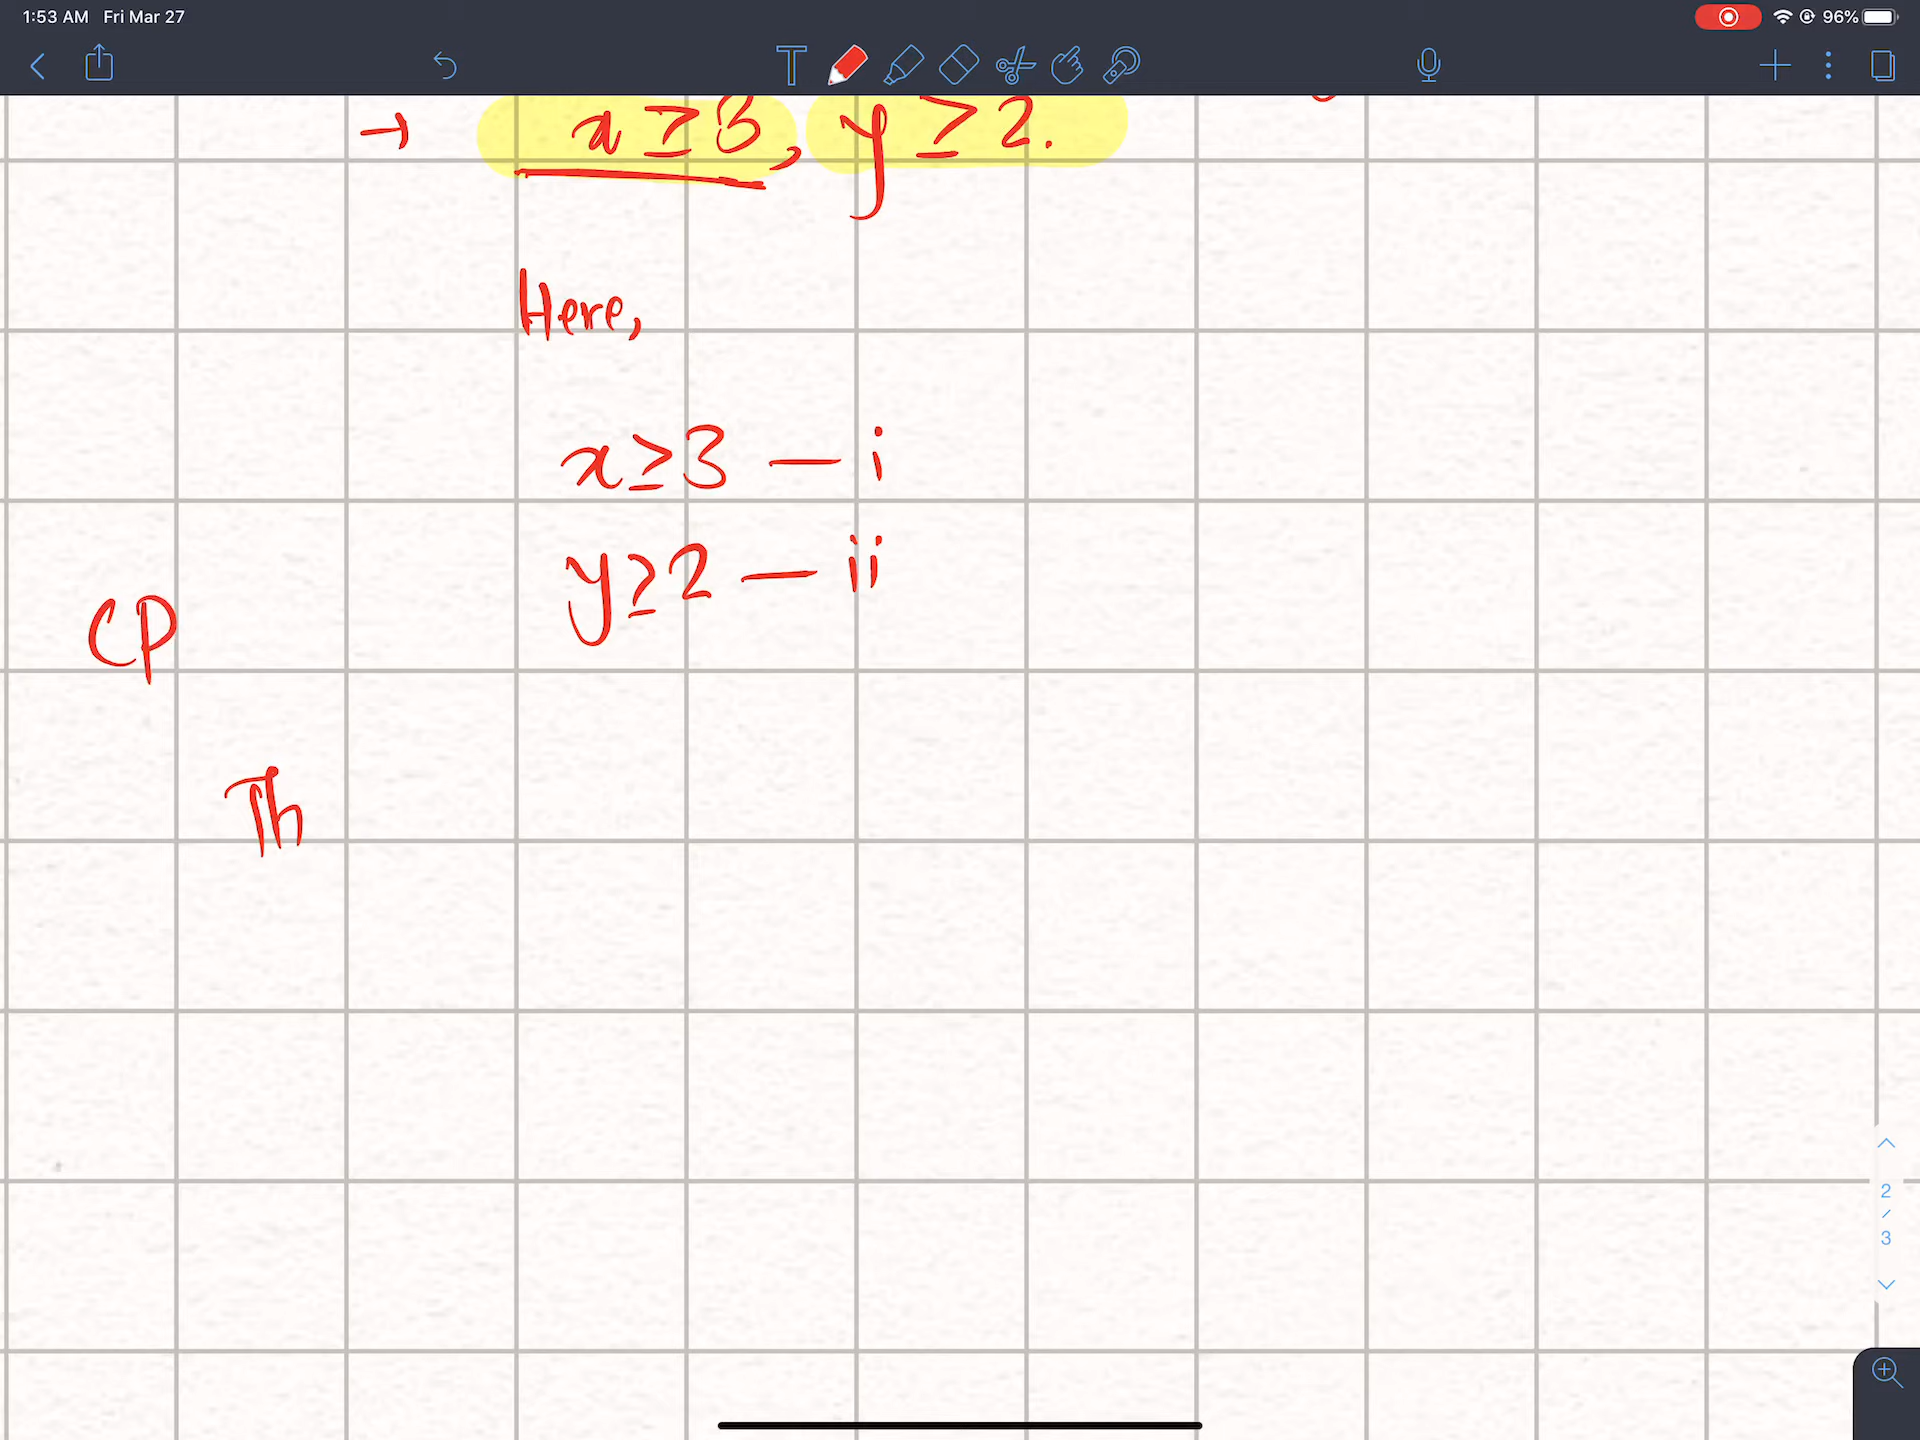 1:53 AM Fri Mar 27
96%
→ x ≥ 3, y ≥ 2.
Here,
x ≥ 3 — i
y ≥ 2 — ii
CP
Th
2
/
3